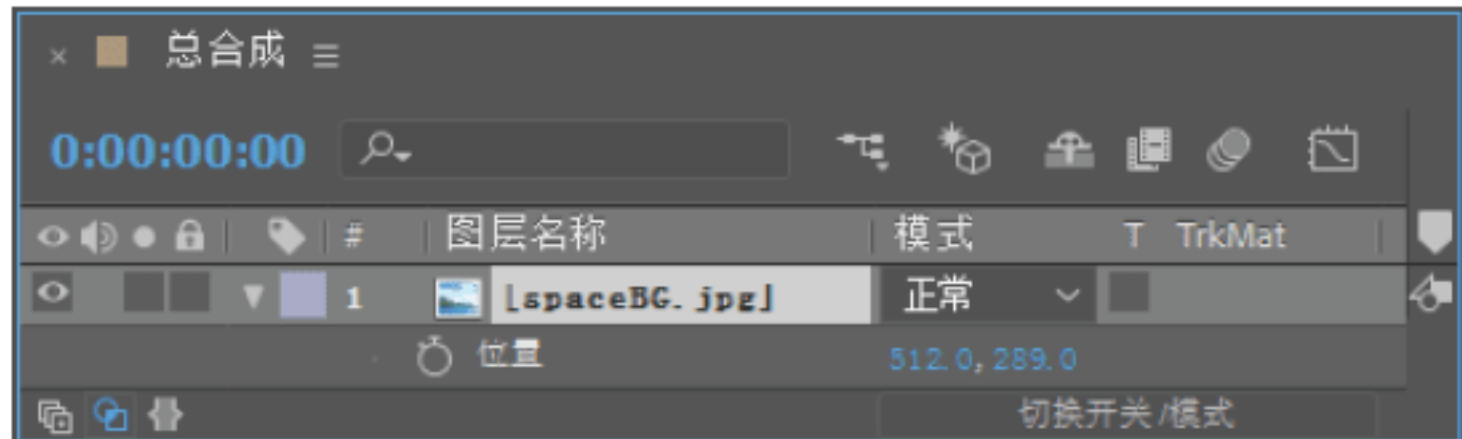 总合成
0:00:00:00
# 图层名称 模式 T TrkMat
1 [spaceBG.jpg] 正常
位置 512.0, 289.0
切换开关/模式